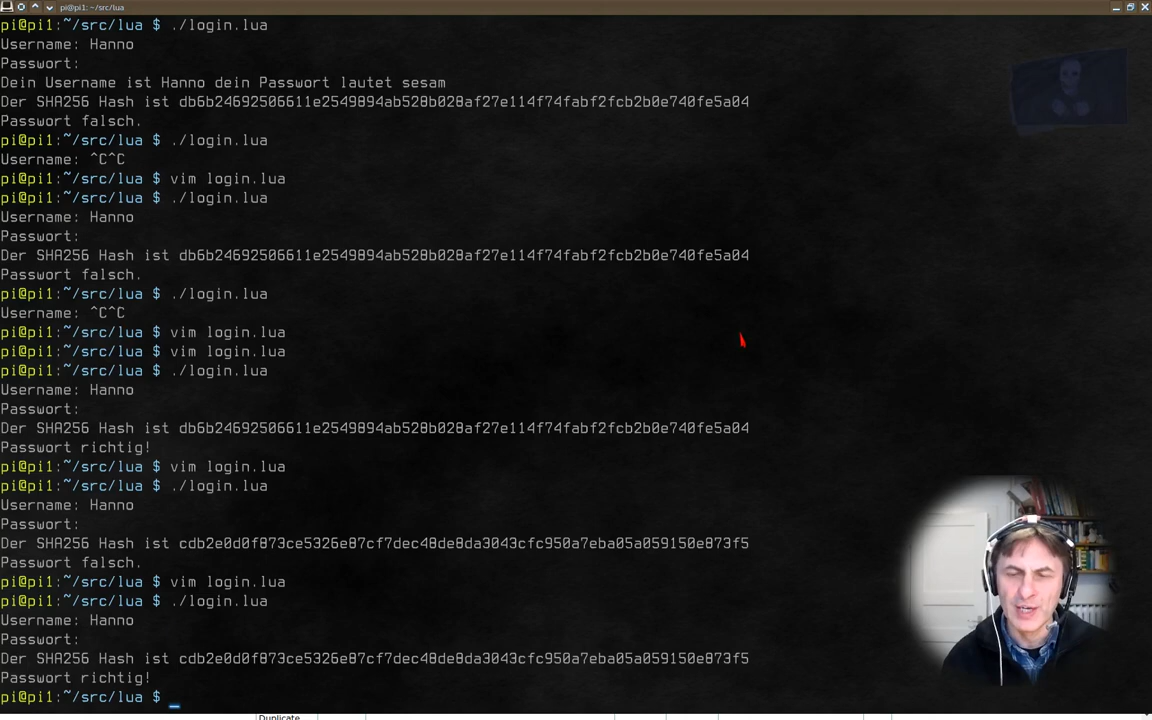 pi@pi1: ~/src/lua
pi@pi1:~/src/lua $ ./login.lua
Username: Hanno
Passwort:
Dein Username ist Hanno dein Passwort lautet sesam
Der SHA256 Hash ist db6b24692506611e2549894ab528b028af27e114f74fabf2fcb2b0e740fe5a04
Passwort falsch.
pi@pi1:~/src/lua $ ./login.lua
Username: ^C^C
pi@pi1:~/src/lua $ vim login.lua
pi@pi1:~/src/lua $ ./login.lua
Username: Hanno
Passwort:
Der SHA256 Hash ist db6b24692506611e2549894ab528b028af27e114f74fabf2fcb2b0e740fe5a04
Passwort falsch.
pi@pi1:~/src/lua $ ./login.lua
Username: ^C^C
pi@pi1:~/src/lua $ vim login.lua
pi@pi1:~/src/lua $ vim login.lua
pi@pi1:~/src/lua $ ./login.lua
Username: Hanno
Passwort:
Der SHA256 Hash ist db6b24692506611e2549894ab528b028af27e114f74fabf2fcb2b0e740fe5a04
Passwort richtig!
pi@pi1:~/src/lua $ vim login.lua
pi@pi1:~/src/lua $ ./login.lua
Username: Hanno
Passwort:
Der SHA256 Hash ist cdb2e0d0f873ce5326e87cf7dec48de8da3043cfc950a7eba05a059150e873f5
Passwort falsch.
pi@pi1:~/src/lua $ vim login.lua
pi@pi1:~/src/lua $ ./login.lua
Username: Hanno
Passwort:
Der SHA256 Hash ist cdb2e0d0f873ce5326e87cf7dec48de8da3043cfc950a7eba05a059150e873f5
Passwort richtig!
pi@pi1:~/src/lua $
Duplicate